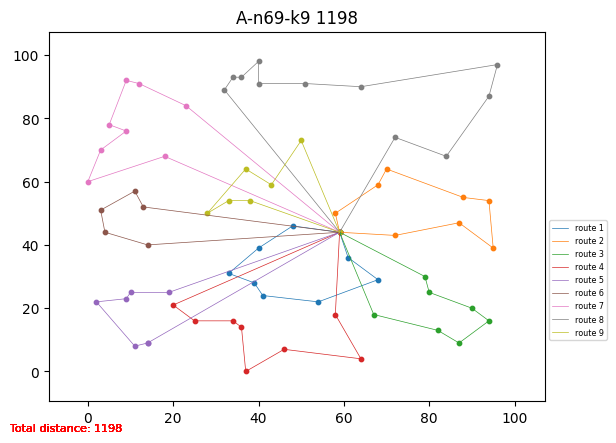 A-n69-k9 1198
100
80
60
40
20
0
0 20 40 60 80 100
route 1
route 2
route 3
route 4
route 5
route 6
route 7
route 8
route 9
Total distance: 1198